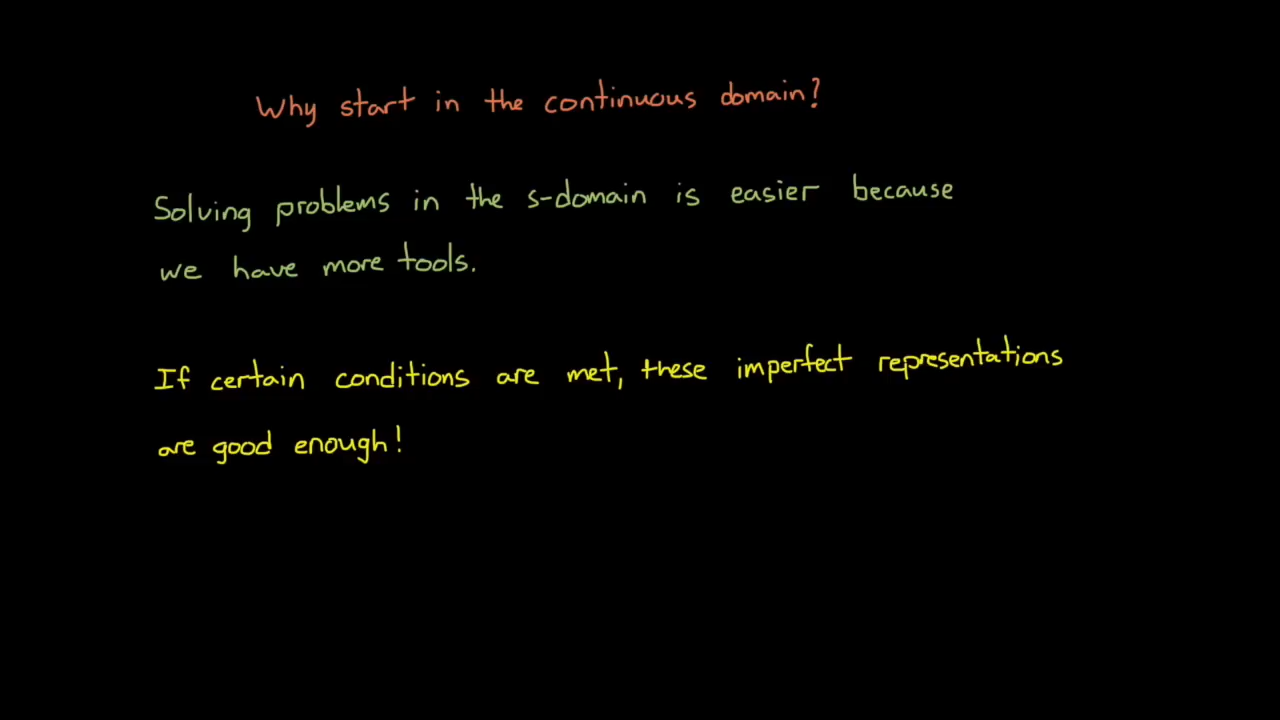 Why start in the continuous domain?
Solving problems in the s-domain is easier because
we have more tools.
If certain conditions are met, these imperfect representations
are good enough!